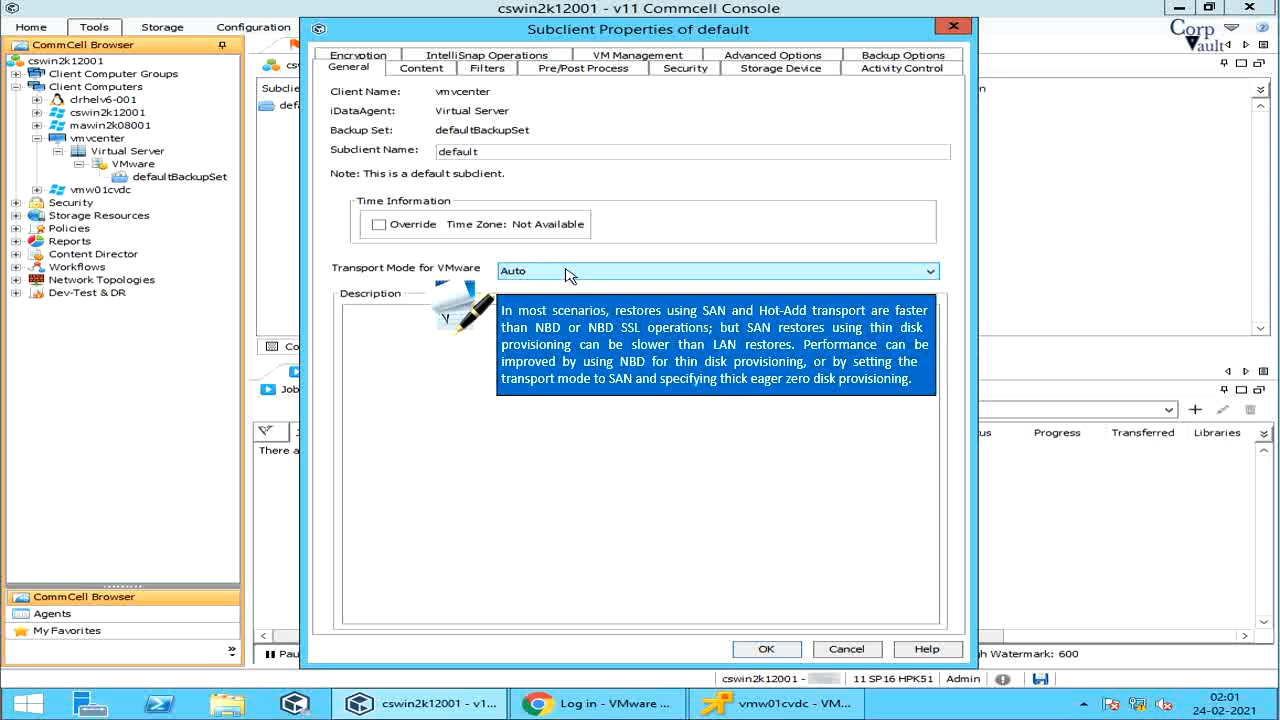 cswin2k12001 - v11 Commcell Console
Home
Tools
Storage
Configuration
Corp
Vault
CommCell Browser
cswin2k12001
Client Computer Groups
Client Computers
clrhelv6-001
cswin2k12001
mawin2k08001
vmvcenter
Virtual Server
VMware
defaultBackupSet
vmw01cvdc
Security
Storage Resources
Policies
Reports
Content Director
Workflows
Network Topologies
Dev-Test & DR
CommCell Browser
Agents
My Favorites
Subclient Properties of default
Encryption
IntelliSnap Operations
VM Management
Advanced Options
Backup Options
General
Content
Filters
Pre/Post Process
Security
Storage Device
Activity Control
Client Name:
vmvcenter
iDataAgent:
Virtual Server
Backup Set:
defaultBackupSet
Subclient Name:
default
Note: This is a default subclient.
Time Information
Override
Time Zone: Not Available
Transport Mode for VMware
Auto
Description
In most scenarios, restores using SAN and Hot-Add transport are faster
than NBD or NBD SSL operations; but SAN restores using thin disk
provisioning can be slower than LAN restores. Performance can be
improved by using NBD for thin disk provisioning, or by setting the
transport mode to SAN and specifying thick eager zero disk provisioning.
OK
Cancel
Help
Progress
Transferred
Libraries
h Watermark: 600
cswin2k12001 -
11 SP16 HPK51
Admin
cswin2k12001 - v1...
Log in - VMware ...
vmw01cvdc - VM...
02:01
24-02-2021